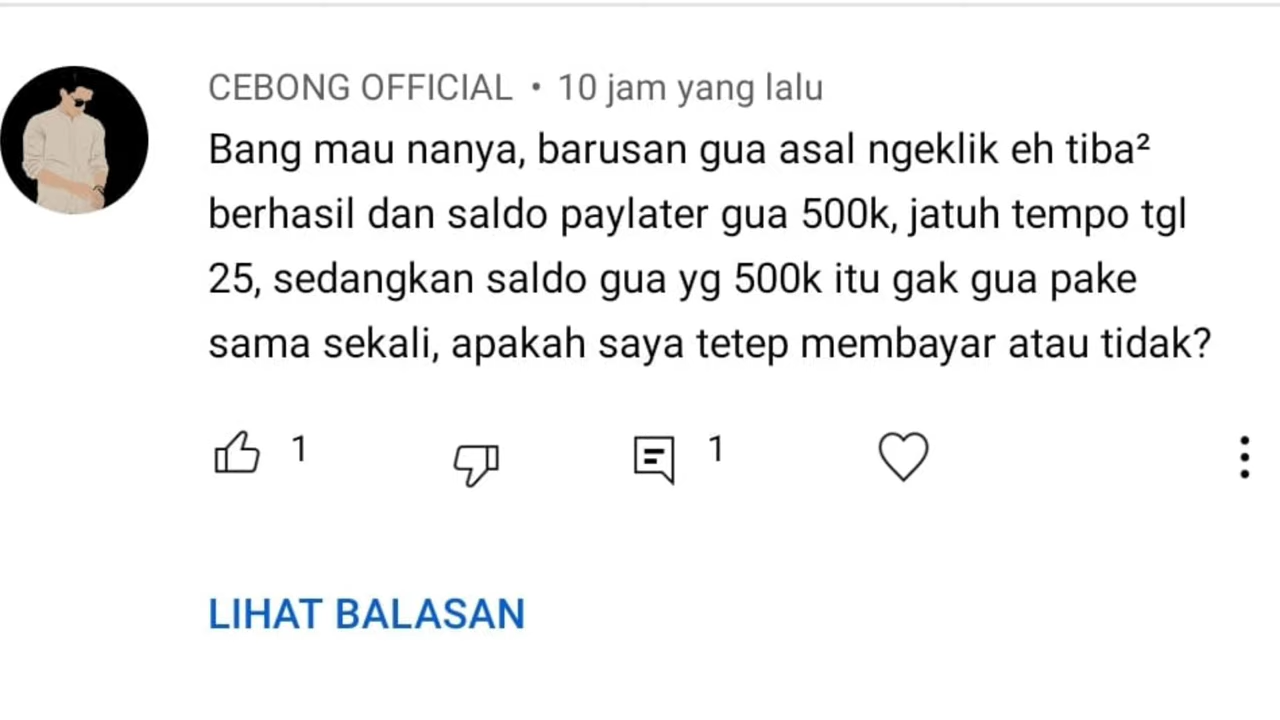 CEBONG OFFICIAL • 10 jam yang lalu
Bang mau nanya, barusan gua asal ngeklik eh tiba²
berhasil dan saldo paylater gua 500k, jatuh tempo tgl
25, sedangkan saldo gua yg 500k itu gak gua pake
sama sekali, apakah saya tetep membayar atau tidak?
1 1
LIHAT BALASAN